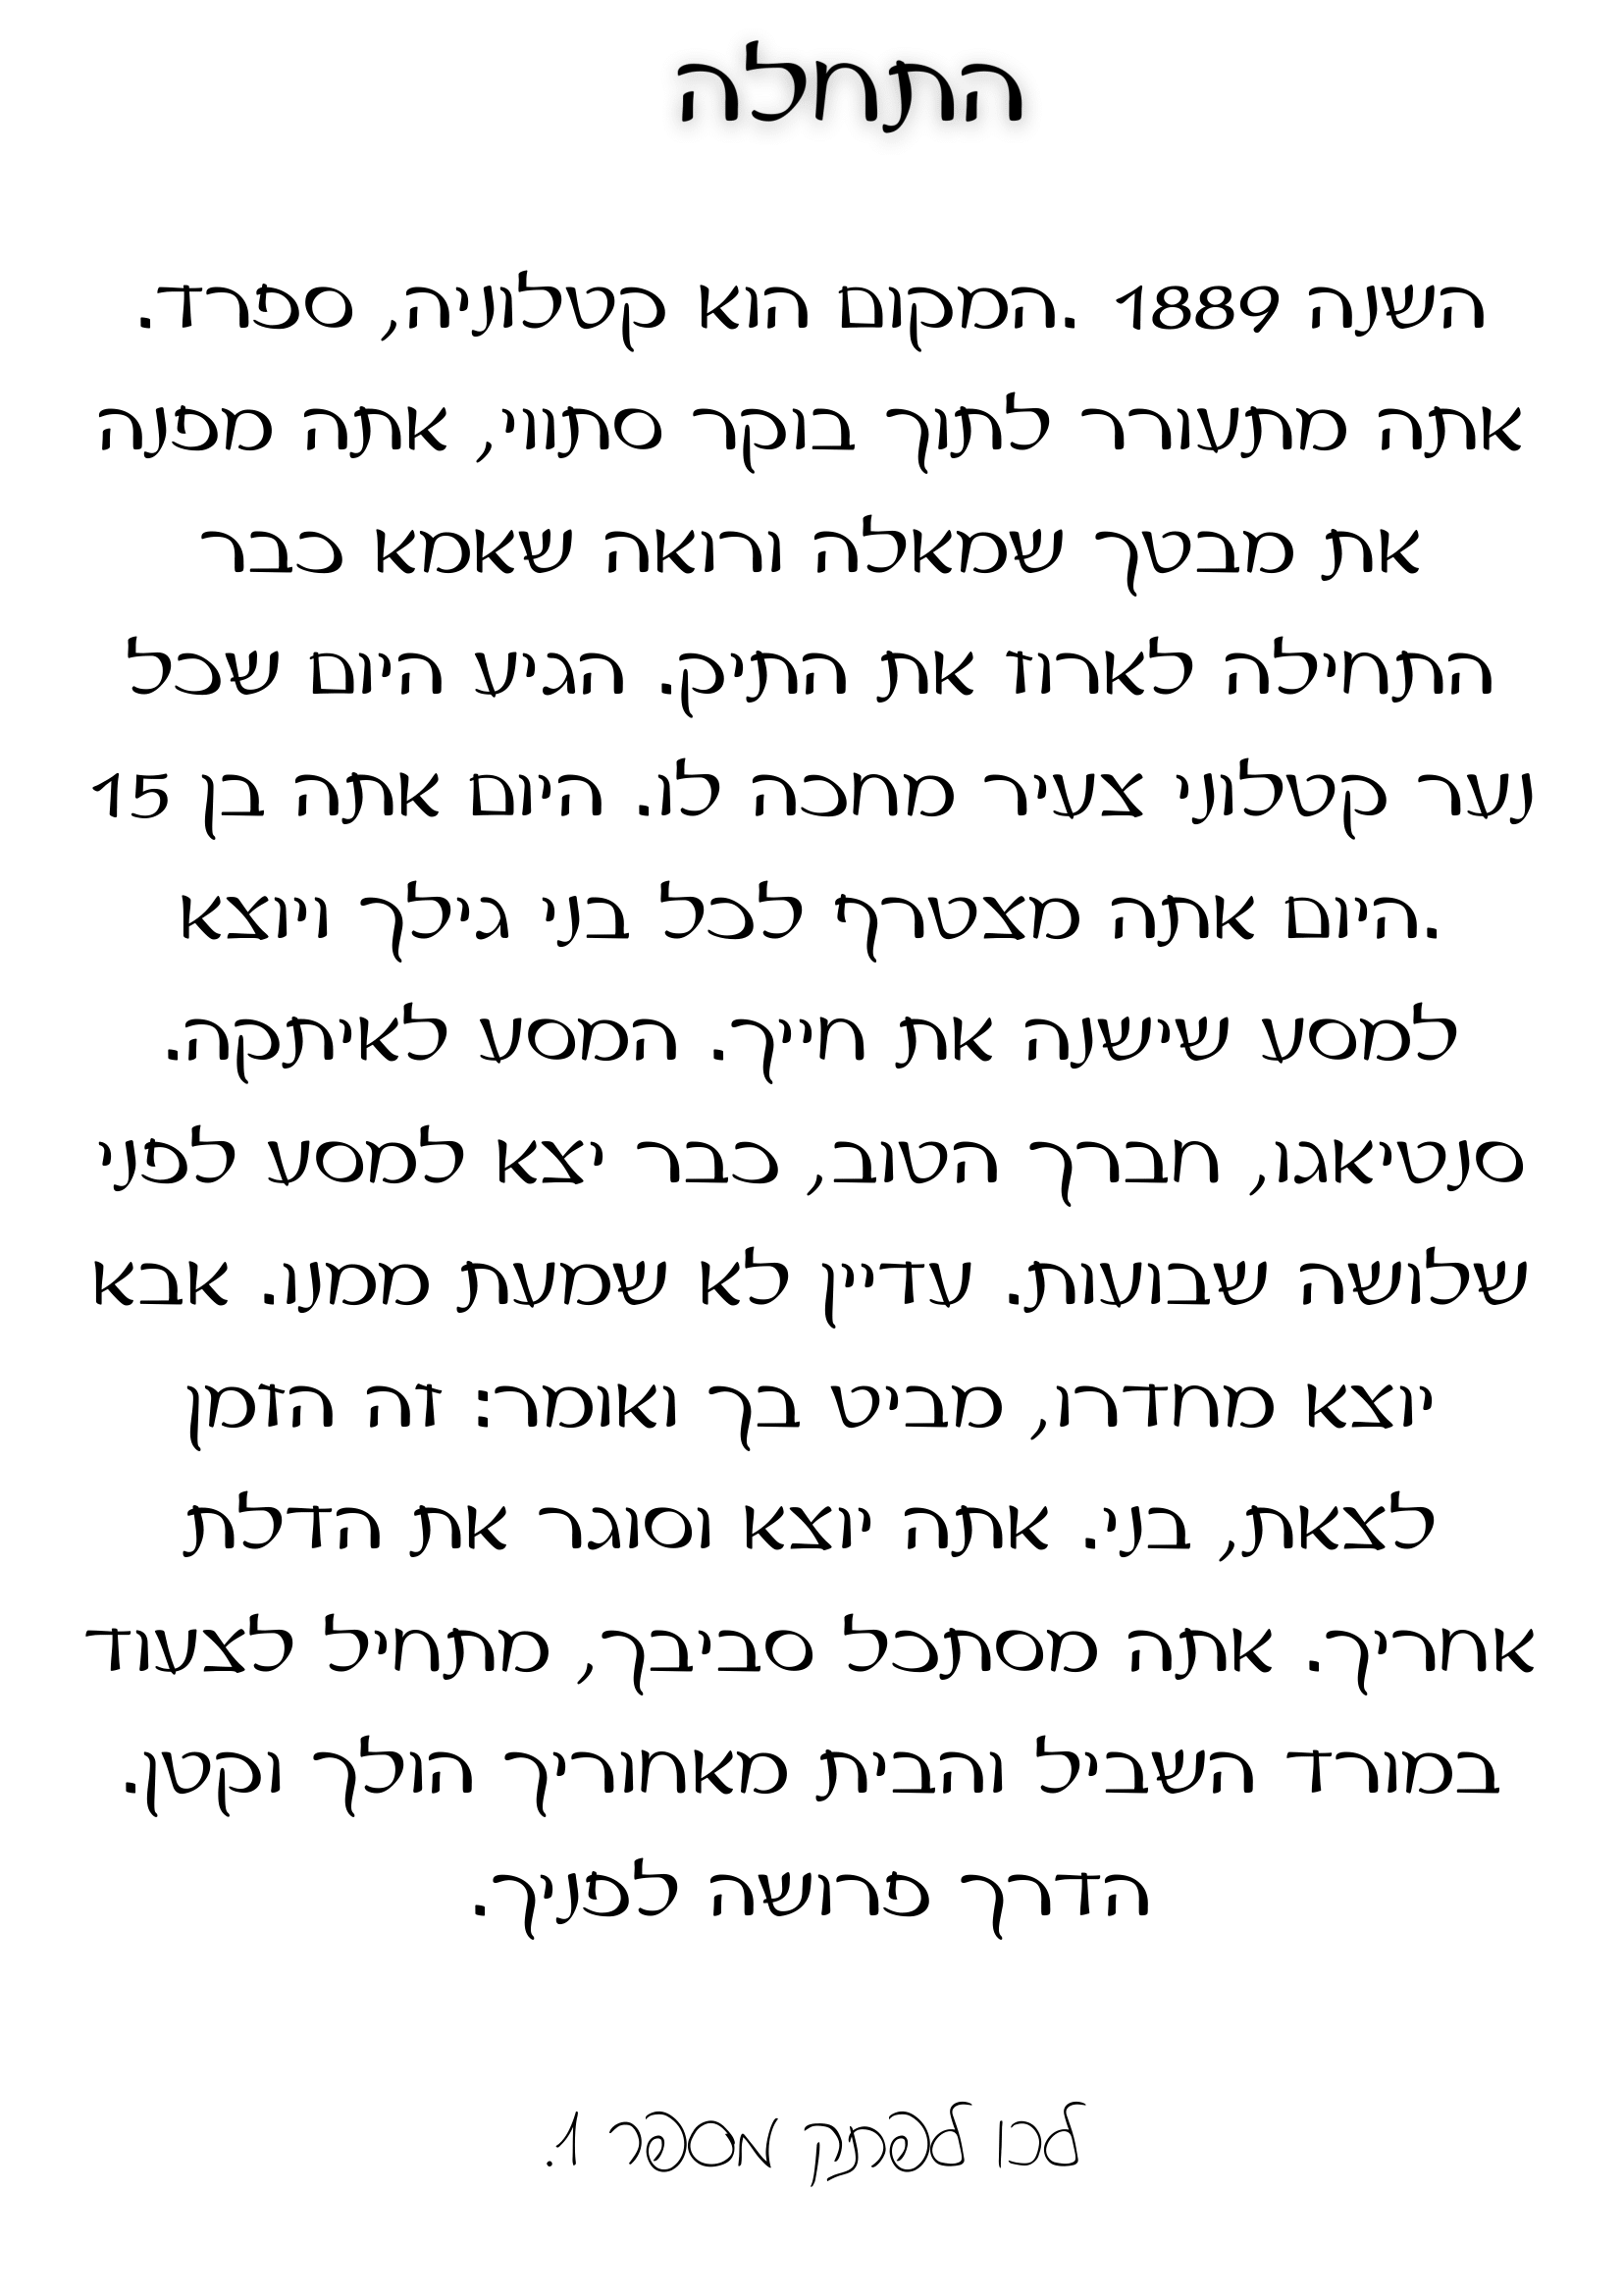 התחלה
השנה 1889 .המקום הוא קטלוניה, ספרד.
אתה מתעורר לתוך בוקר סתווי, אתה מפנה
את מבטך שמאלה ורואה שאמא כבר
התחילה לארוז את התיק. הגיע היום שכל
נער קטלוני צעיר מחכה לו. היום אתה בן 15
.היום אתה מצטרף לכל בני גילך ויוצא
למסע שישנה את חייך. המסע לאיתקה.
סנטיאגו, חברך הטוב, כבר יצא למסע לפני
שלושה שבועות. עדיין לא שמעת ממנו. אבא
יוצא מחדרו, מביט בך ואומר: זה הזמן
לצאת, בני. אתה יוצא וסוגר את הדלת
אחריך. אתה מסתכל סביבך, מתחיל לצעוד
במורד השביל והבית מאחוריך הולך וקטן.
הדרך פרושה לפניך.
לכו לפתק מספר 1.